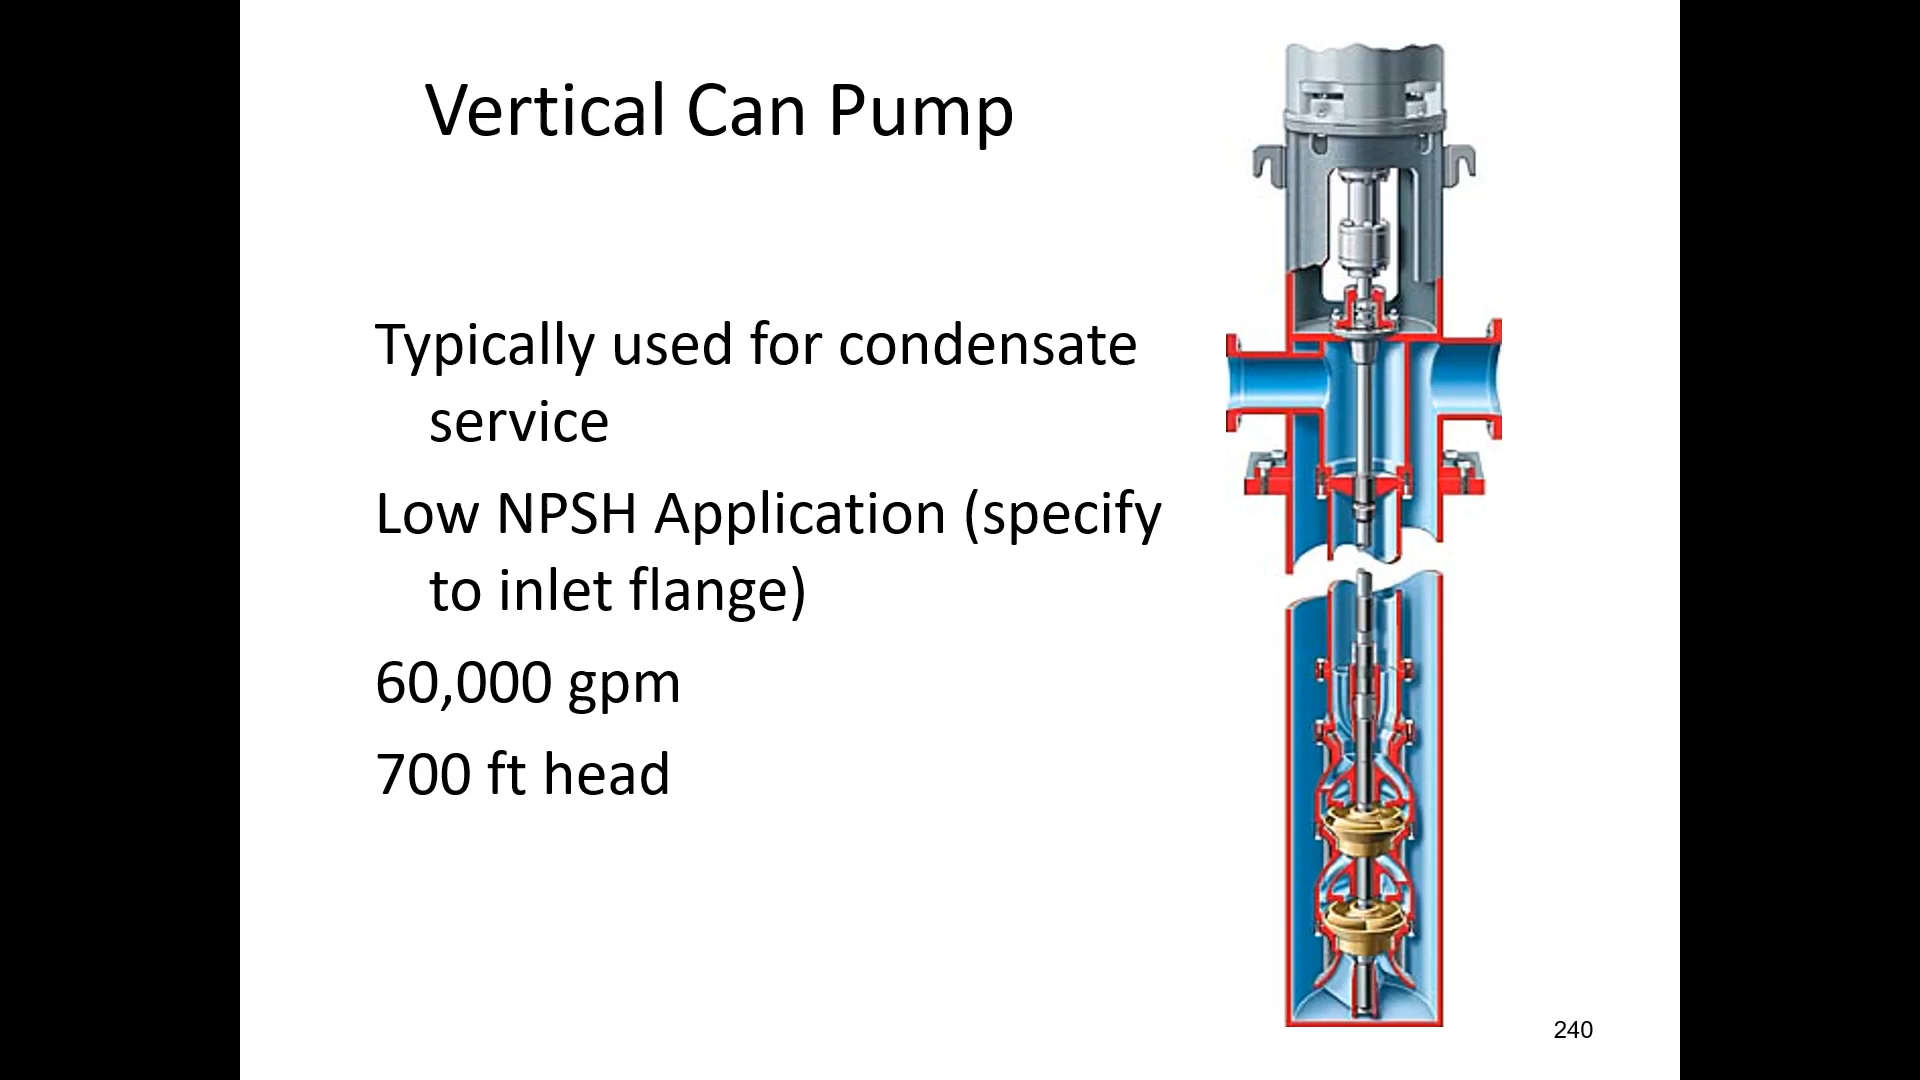 Vertical Can Pump
Typically used for condensate
service
Low NPSH Application (specify
to inlet flange)
60,000 gpm
700 ft head
240